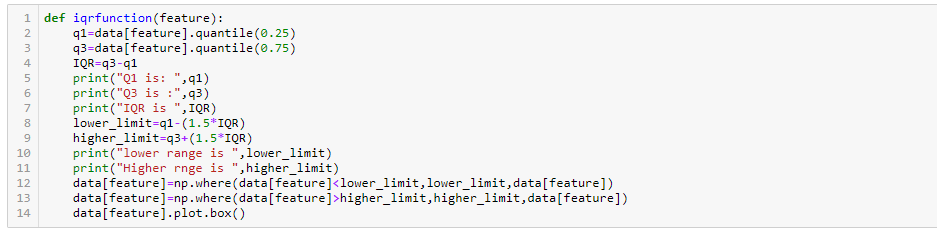 1 def iqrfunction(feature):
2     q1=data[feature].quantile(0.25)
3     q3=data[feature].quantile(0.75)
4     IQR=q3-q1
5     print("Q1 is: ",q1)
6     print("Q3 is :",q3)
7     print("IQR is ",IQR)
8     lower_limit=q1-(1.5*IQR)
9     higher_limit=q3+(1.5*IQR)
10     print("lower range is ",lower_limit)
11     print("Higher rnge is ",higher_limit)
12     data[feature]=np.where(data[feature]<lower_limit,lower_limit,data[feature])
13     data[feature]=np.where(data[feature]>higher_limit,higher_limit,data[feature])
14     data[feature].plot.box()